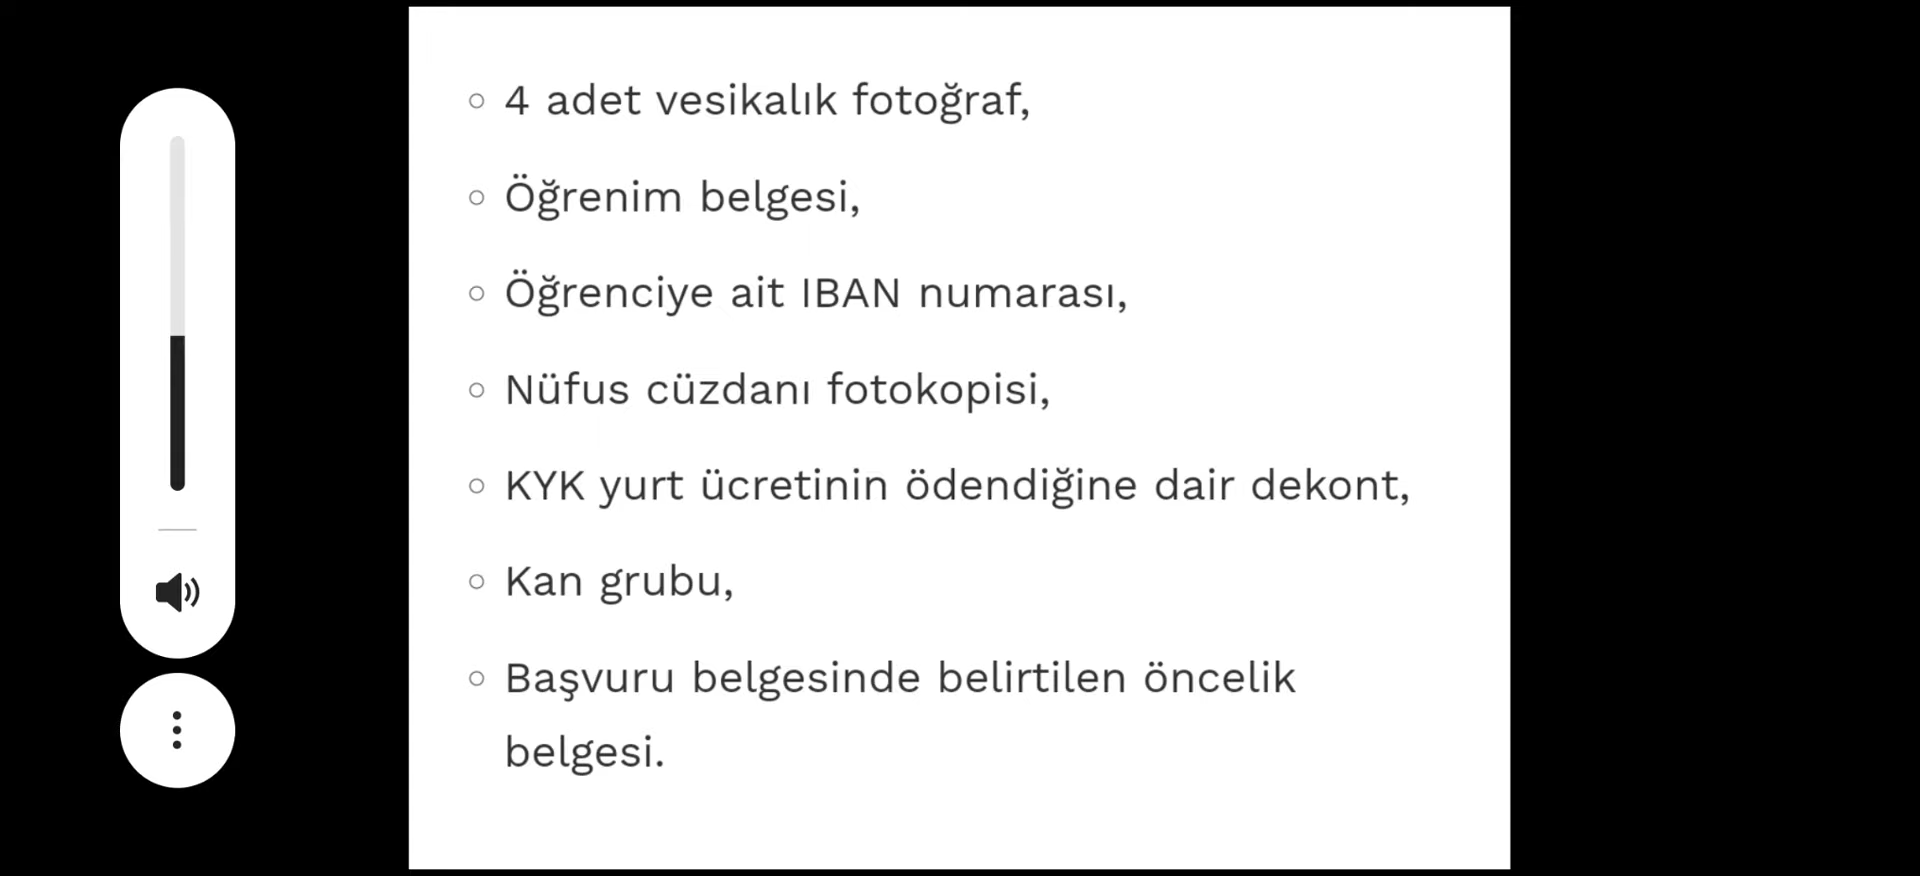 4 adet vesikalık fotoğraf,
Öğrenim belgesi,
Öğrenciye ait IBAN numarası,
Nüfus cüzdanı fotokopisi,
KYK yurt ücretinin ödendiğine dair dekont,
Kan grubu,
Başvuru belgesinde belirtilen öncelik
belgesi.